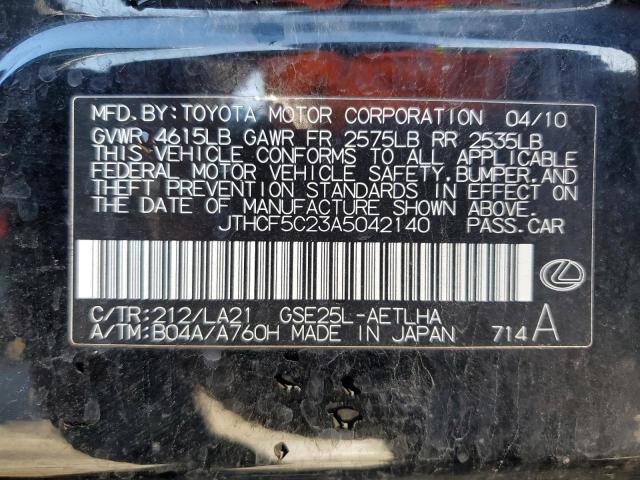 MFD. BY: TOYOTA MOTOR CORPORATION 04/10
GVWR 4615LB GAWR FR 2575LB RR 2535LB
THIS VEHICLE CONFORMS TO ALL APPLICABLE
FEDERAL MOTOR VEHICLE SAFETY, BUMPER, AND
THEFT PREVENTION STANDARDS IN EFFECT ON
THE DATE OF MANUFACTURE SHOWN ABOVE.
JTHCF5C23A5042140 PASS.CAR
C/TR:212/LA21 GSE25L-AETLHA
A/TM:B04A/A760H MADE IN JAPAN 714 A